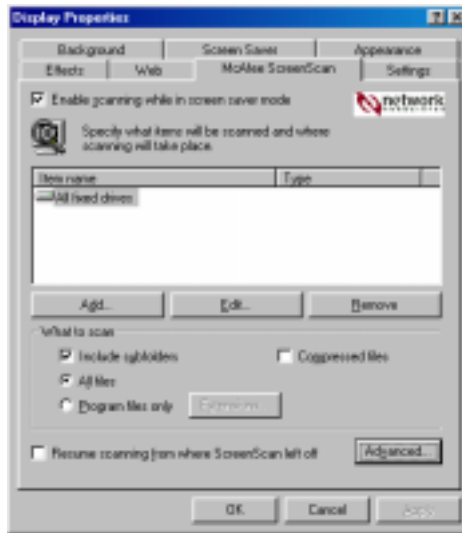 Display Properties
Background Screen Saver Appearance
Effects Web McAfee ScreenScan Settings
Enable scanning while in screen saver mode
network
Specify what items will be scanned and where
scanning will take place.
Item name Type
All fixed drives
Add... Edit... Remove
What to scan
Include subfolders Compressed files
All files
Program files only Extensions...
Resume scanning from where ScreenScan left off Advanced...
OK Cancel Apply